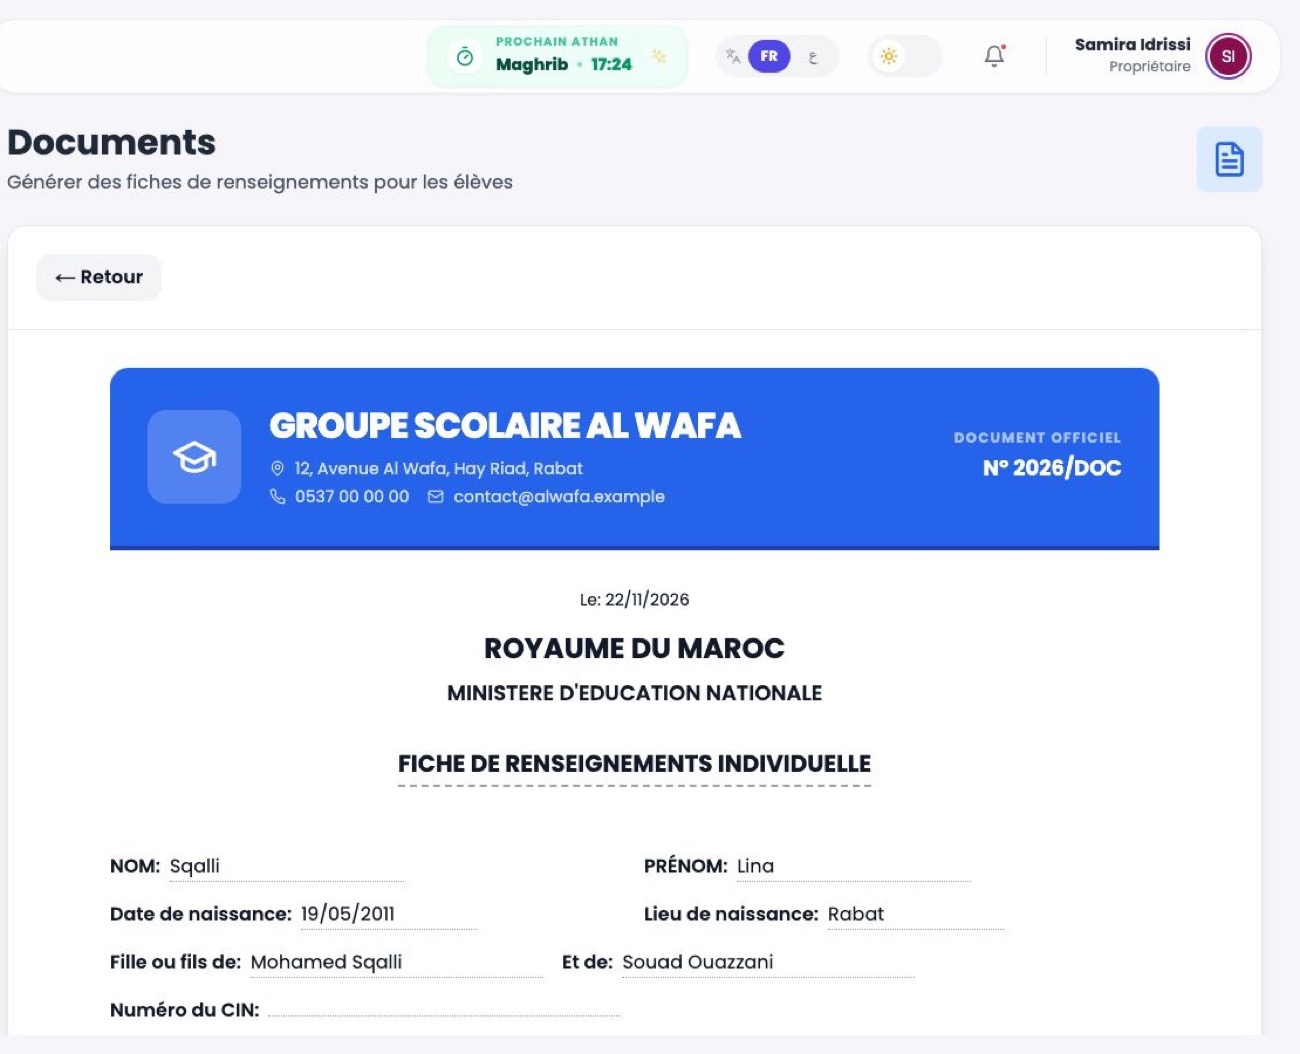 PROCHAIN ATHAN
Maghrib • 17:24
FR
ع
Samira Idrissi
Propriétaire
SI
Documents
Générer des fiches de renseignements pour les élèves
← Retour
GROUPE SCOLAIRE AL WAFA
12, Avenue Al Wafa, Hay Riad, Rabat
0537 00 00 00 contact@alwafa.example
DOCUMENT OFFICIEL
N° 2026/DOC
Le: 22/11/2026
ROYAUME DU MAROC
MINISTERE D'EDUCATION NATIONALE
FICHE DE RENSEIGNEMENTS INDIVIDUELLE
NOM: Sqalli PRÉNOM: Lina
Date de naissance: 19/05/2011 Lieu de naissance: Rabat
Fille ou fils de: Mohamed Sqalli Et de: Souad Ouazzani
Numéro du CIN: